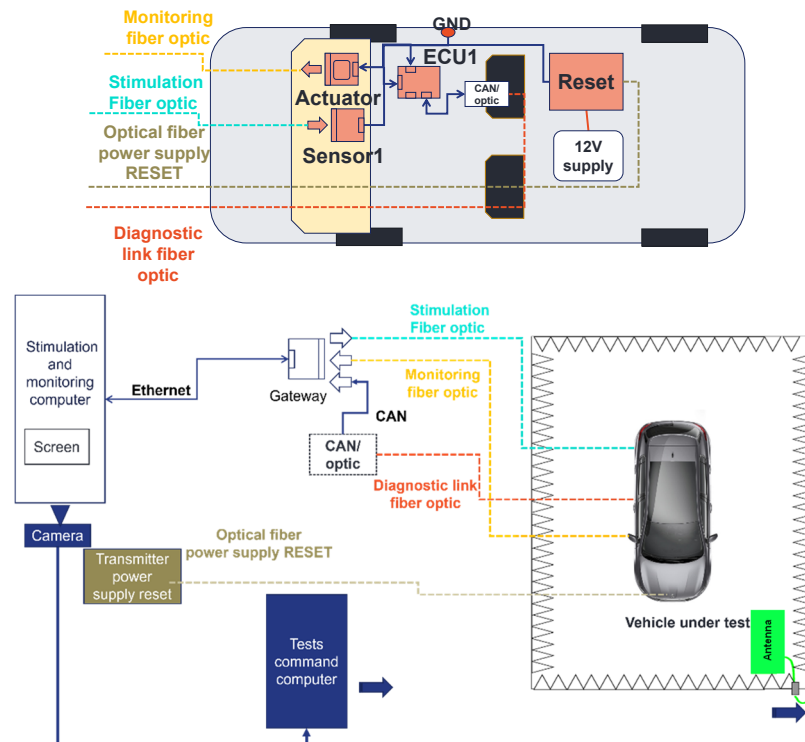 Monitoring
fiber optic
Stimulation
Fiber optic
Optical fiber
power supply
RESET
Diagnostic
link fiber
optic
GND
ECU1
Actuator
Sensor1
CAN/
optic
Reset
12V
supply
Stimulation
and
monitoring
computer
Screen
Camera
Ethernet
Gateway
CAN
CAN/
optic
Stimulation
Fiber optic
Monitoring
fiber optic
Diagnostic link
fiber optic
Optical fiber
power supply RESET
Transmitter
power
supply reset
Tests
command
computer
Vehicle under test
Antenna